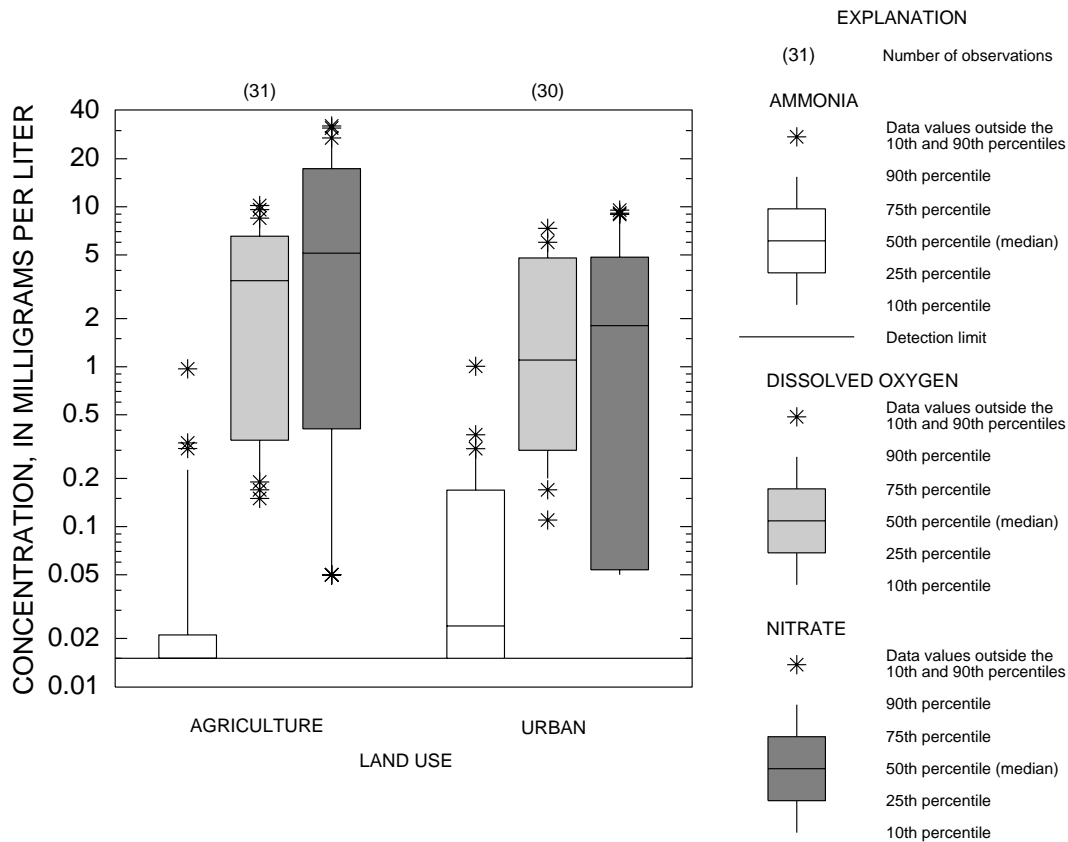 EXPLANATION
(31) Number of observations
(31) (30)
CONCENTRATION, IN MILLIGRAMS PER LITER
40
20
10
5
2
1
0.5
0.2
0.1
0.05
0.02
0.01
AGRICULTURE URBAN
LAND USE
AMMONIA
Data values outside the
10th and 90th percentiles
90th percentile
75th percentile
50th percentile (median)
25th percentile
10th percentile
Detection limit
DISSOLVED OXYGEN
Data values outside the
10th and 90th percentiles
90th percentile
75th percentile
50th percentile (median)
25th percentile
10th percentile
NITRATE
Data values outside the
10th and 90th percentiles
90th percentile
75th percentile
50th percentile (median)
25th percentile
10th percentile